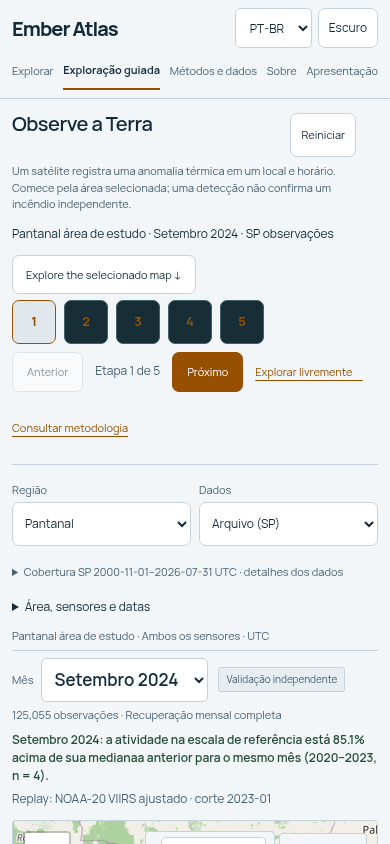 Ember Atlas
PT-BR
Escuro
Explorar Exploração guiada Métodos e dados Sobre Apresentação
Observe a Terra
Reiniciar
Um satélite registra uma anomalia térmica em um local e horário.
Comece pela área selecionada; uma detecção não confirma um
incêndio independente.
Pantanal área de estudo · Setembro 2024 · SP observações
Explore the selecionado map ↓
1 2 3 4 5
Anterior Etapa 1 de 5 Próximo Explorar livremente
Consultar metodologia
Região Dados
Pantanal Arquivo (SP)
▶ Cobertura SP 2000-11-01–2026-07-31 UTC · detalhes dos dados
▶ Área, sensores e datas
Pantanal área de estudo · Ambos os sensores · UTC
Mês Setembro 2024 Validação independente
125,055 observações · Recuperação mensal completa
Setembro 2024: a atividade na escala de referência está 85.1%
acima de sua medianaa anterior para o mesmo mês (2020–2023,
n = 4).
Replay: NOAA-20 VIIRS ajustado · corte 2023-01